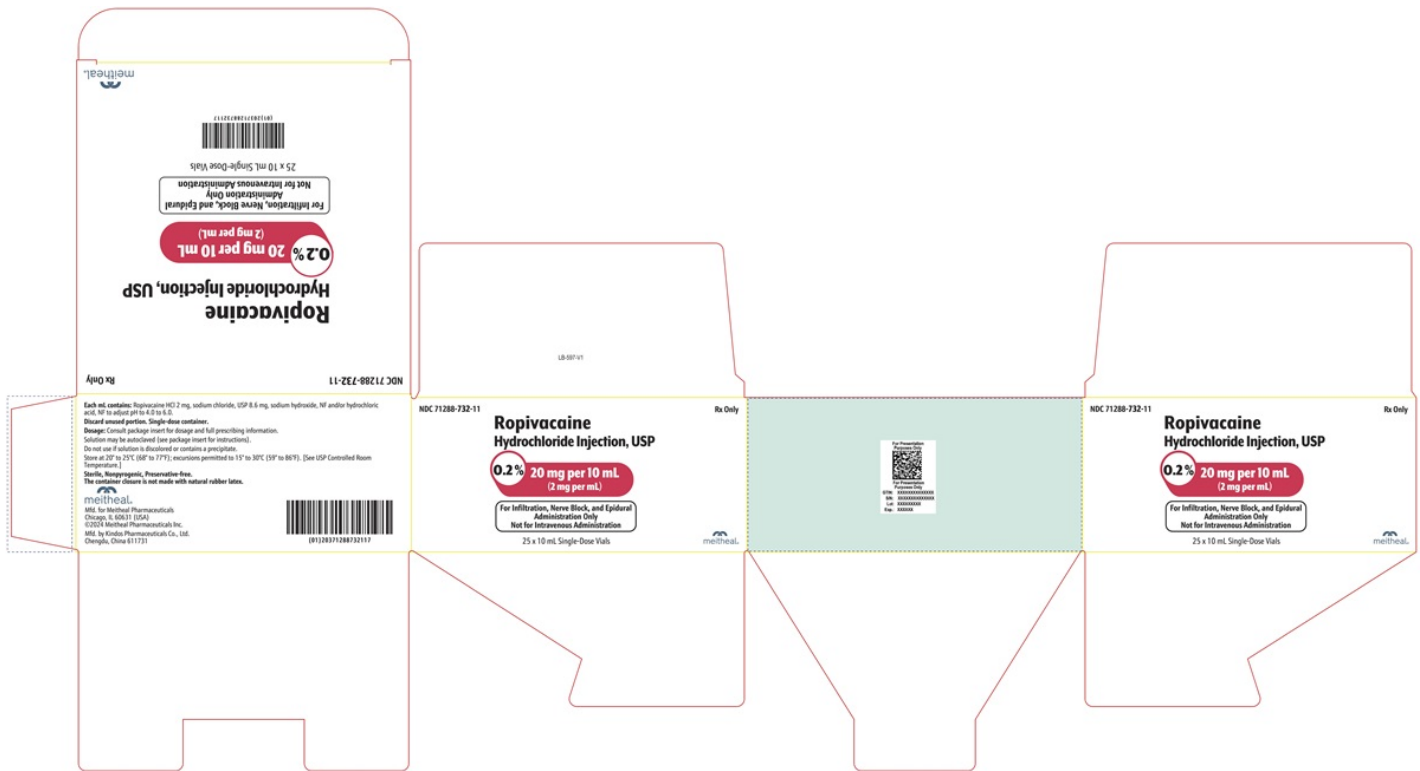 meitheal®
(01)20371288732117
25 x 10 mL Single-Dose Vials
For Infiltration, Nerve Block, and Epidural
Administration Only
Not for Intravenous Administration
0.2%
20 mg per 10 mL
(2 mg per mL)
Ropivacaine
Hydrochloride Injection, USP
NDC 71288-732-11
Rx Only
Each mL contains: Ropivacaine HCl 2 mg, sodium chloride, USP 8.6 mg, sodium hydroxide, NF and/or hydrochloric
acid, NF to adjust pH to 4.0 to 6.0.
Discard unused portion. Single-dose container.
Dosage: Consult package insert for dosage and full prescribing information.
Solution may be autoclaved (see package insert for instructions).
Do not use if solution is discolored or contains a precipitate.
Store at 20° to 25°C (68° to 77°F); excursions permitted to 15° to 30°C (59° to 86°F). [See USP Controlled Room
Temperature.]
Sterile, Nonpyrogenic, Preservative-free.
The container closure is not made with natural rubber latex.
meitheal®
Mfd. for Meitheal Pharmaceuticals
Chicago, IL 60631 (USA)
©2024 Meitheal Pharmaceuticals Inc.
Mfd. by Kindos Pharmaceuticals Co., Ltd.
Chengdu, China 611731
(01)20371288732117
LB-597-V1
NDC 71288-732-11
Rx Only
Ropivacaine
Hydrochloride Injection, USP
0.2%
20 mg per 10 mL
(2 mg per mL)
For Infiltration, Nerve Block, and Epidural
Administration Only
Not for Intravenous Administration
25 x 10 mL Single-Dose Vials
meitheal®
For Presentation
Purposes Only
For Presentation
Purposes Only
GTIN: XXXXXXXXXXXXXX
SN: XXXXXXXXXXXXXX
Lot: XXXXXXXXX
Exp.: XXXXXX
NDC 71288-732-11
Rx Only
Ropivacaine
Hydrochloride Injection, USP
0.2%
20 mg per 10 mL
(2 mg per mL)
For Infiltration, Nerve Block, and Epidural
Administration Only
Not for Intravenous Administration
25 x 10 mL Single-Dose Vials
meitheal®